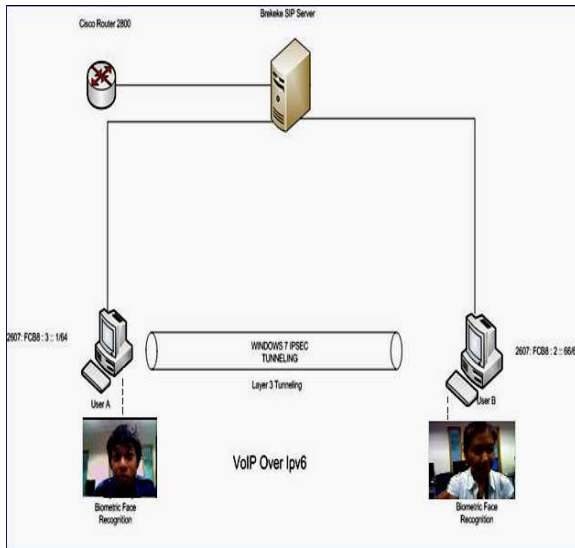 Brekeke SIP Server
Cisco Router 2800
2607: FCB8 : 3 :: 1/64
WINDOWS 7 IPSEC
TUNNELING
2607: FCB8 : 2 :: 66/6
Layer 3 Tunneling
User A
User B
VoIP Over Ipv6
Biometric Face
Recognition
Biometric Face
Recognition